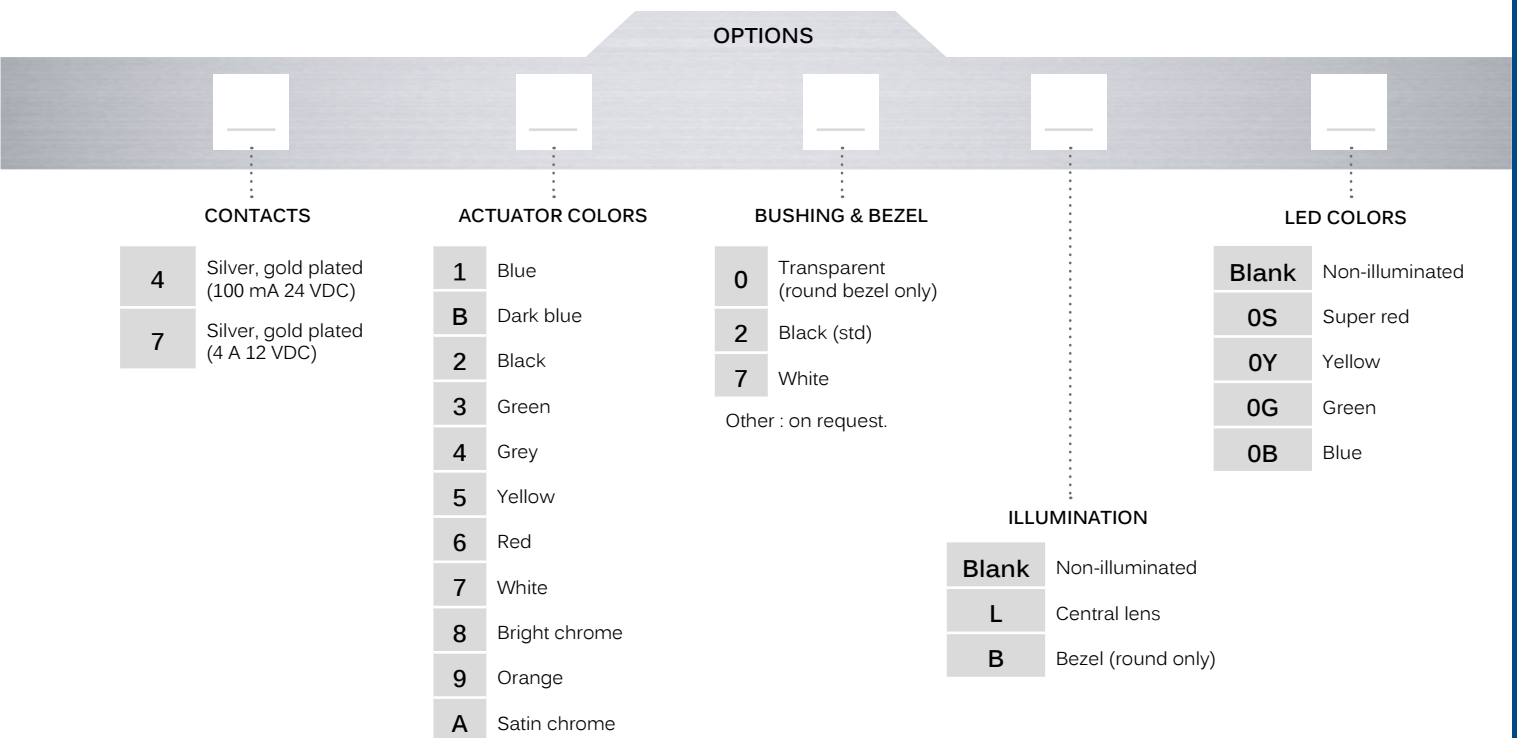 OPTIONS
CONTACTS
4 Silver, gold plated
(100 mA 24 VDC)
7 Silver, gold plated
(4 A 12 VDC)
ACTUATOR COLORS
1 Blue
B Dark blue
2 Black
3 Green
4 Grey
5 Yellow
6 Red
7 White
8 Bright chrome
9 Orange
A Satin chrome
BUSHING & BEZEL
0 Transparent
(round bezel only)
2 Black (std)
7 White
Other : on request.
ILLUMINATION
Blank Non-illuminated
L Central lens
B Bezel (round only)
LED COLORS
Blank Non-illuminated
0S Super red
0Y Yellow
0G Green
0B Blue